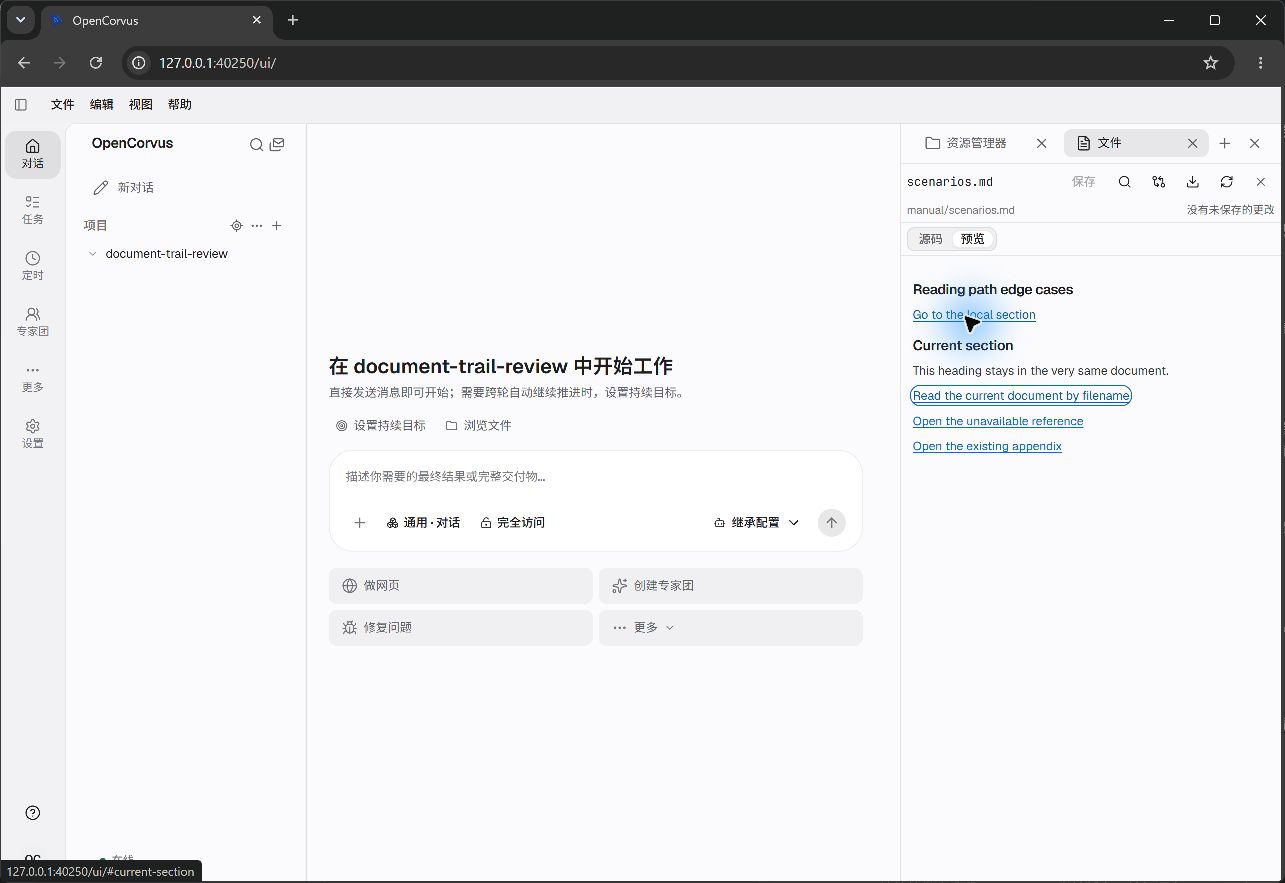 OpenCorvus
127.0.0.1:40250/ui/
文件 编辑 视图 帮助
对话
任务
定时
专家团
更多
设置
OpenCorvus
新对话
项目
document-trail-review
在线
在 document-trail-review 中开始工作
直接发送消息即可开始；需要跨轮自动继续推进时，设置持续目标。
设置持续目标 浏览文件
描述你需要的最终结果或完整交付物...
通用 · 对话 完全访问 继承配置
做网页 创建专家团
修复问题 更多
资源管理器 文件
scenarios.md 保存
manual/scenarios.md 没有未保存的更改
源码 预览
Reading path edge cases
Go to the local section
Current section
This heading stays in the very same document.
Read the current document by filename
Open the unavailable reference
Open the existing appendix
127.0.0.1:40250/ui/#current-section